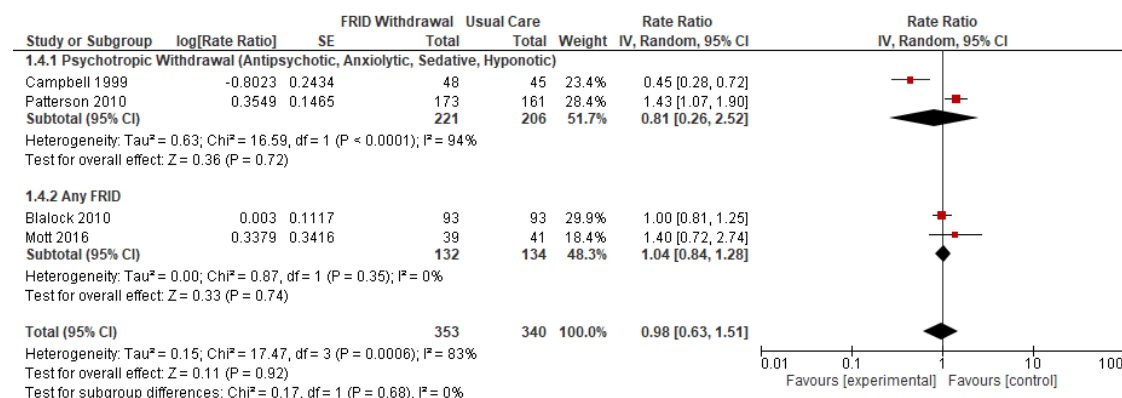 FRID Withdrawal Usual Care Rate Ratio Rate Ratio
Study or Subgroup log[Rate Ratio] SE Total Total Weight IV, Random, 95% CI IV, Random, 95% CI
1.4.1 Psychotropic Withdrawal (Antipsychotic, Anxiolytic, Sedative, Hyponotic)
Campbell 1999 -0.8023 0.2434 48 45 23.4% 0.45 [0.28, 0.72]
Patterson 2010 0.3549 0.1465 173 161 28.4% 1.43 [1.07, 1.90]
Subtotal (95% CI) 221 206 51.7% 0.81 [0.26, 2.52]
Heterogeneity: Tau² = 0.63; Chi² = 16.59, df = 1 (P < 0.0001); I² = 94%
Test for overall effect: Z = 0.36 (P = 0.72)
1.4.2 Any FRID
Blalock 2010 0.003 0.1117 93 93 29.9% 1.00 [0.81, 1.25]
Mott 2016 0.3379 0.3416 39 41 18.4% 1.40 [0.72, 2.74]
Subtotal (95% CI) 132 134 48.3% 1.04 [0.84, 1.28]
Heterogeneity: Tau² = 0.00; Chi² = 0.87, df = 1 (P = 0.35); I² = 0%
Test for overall effect: Z = 0.33 (P = 0.74)
Total (95% CI) 353 340 100.0% 0.98 [0.63, 1.51]
Heterogeneity: Tau² = 0.15; Chi² = 17.47, df = 3 (P = 0.0006); I² = 83%
Test for overall effect: Z = 0.11 (P = 0.92)
Test for subgroup differences: Chi² = 0.17, df = 1 (P = 0.68), I² = 0%
0.01 0.1 1 10 100
Favours [experimental] Favours [control]